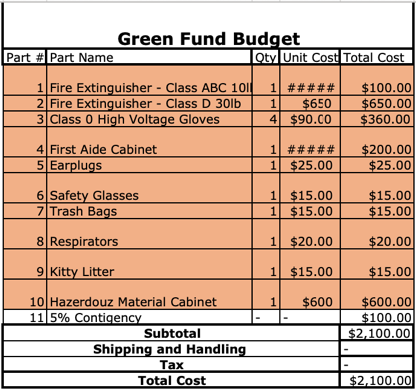 Green Fund Budget
Part # Part Name Qty Unit Cost Total Cost
1 Fire Extinguisher - Class ABC 10 1 ##### $100.00
2 Fire Extinguisher - Class D 30lb 1 $650 $650.00
3 Class 0 High Voltage Gloves 4 $90.00 $360.00
4 First Aide Cabinet 1 ##### $200.00
5 Earplugs 1 $25.00 $25.00
6 Safety Glasses 1 $15.00 $15.00
7 Trash Bags 1 $15.00 $15.00
8 Respirators 1 $20.00 $20.00
9 Kitty Litter 1 $15.00 $15.00
10 Hazerdouz Material Cabinet 1 $600 $600.00
11 5% Contigency - - $100.00
Subtotal $2,100.00
Shipping and Handling -
Tax -
Total Cost $2,100.00